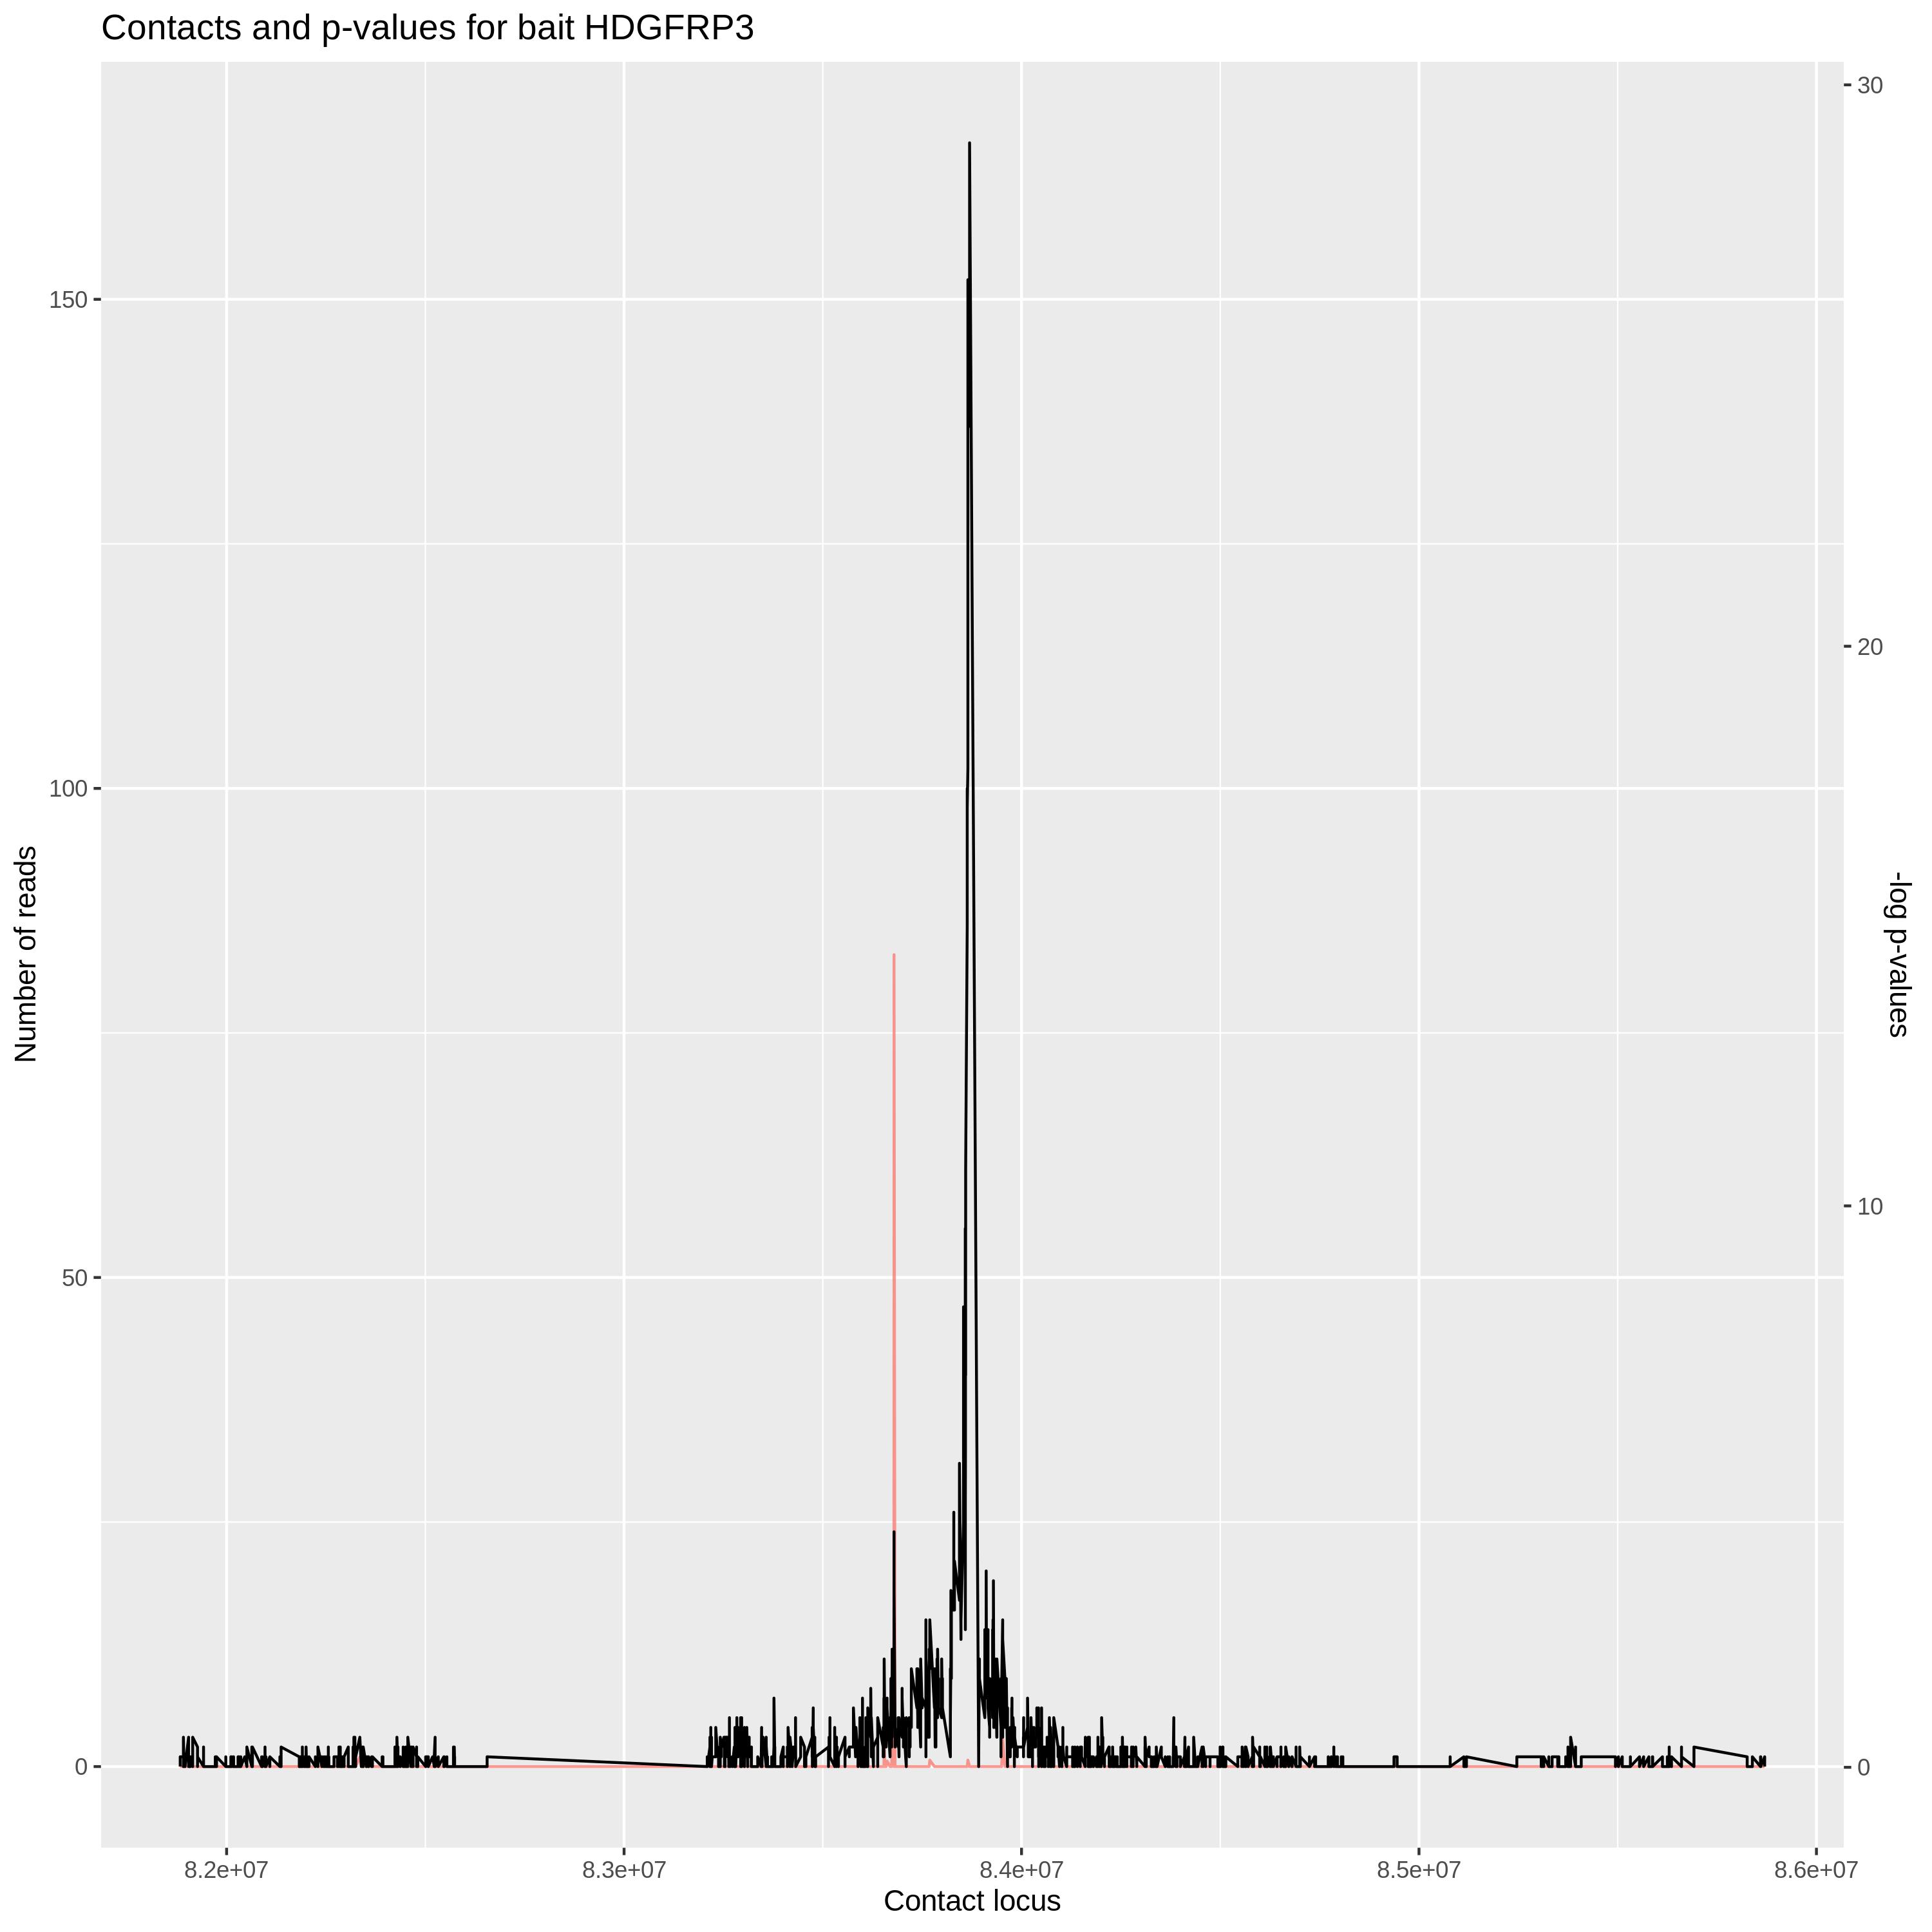 Contacts and p-values for bait HDGFRP3
Number of reads
150
100
50
0
30
20
10
0
-log p-values
8.2e+07
8.3e+07
8.4e+07
8.5e+07
8.6e+07
Contact locus